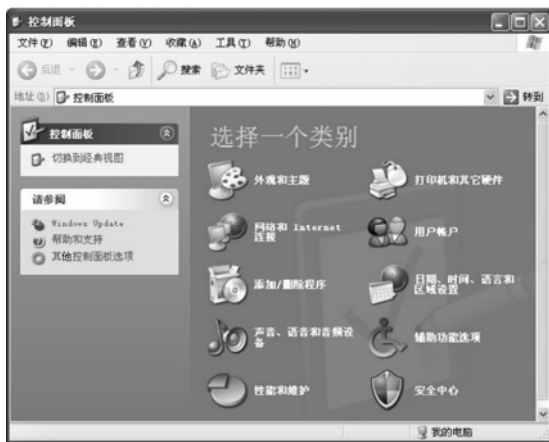 控制面板
文件(F) 编辑(E) 查看(V) 收藏(A) 工具(T) 帮助(H)
后退 搜索 文件夹
地址(D) 控制面板 转到
控制面板
切换到经典视图
请参阅
Windows Update
帮助和支持
其他控制面板选项
选择一个类别
外观和主题
打印机和其它硬件
网络和 Internet
连接
用户帐户
添加/删除程序
日期、时间、语言和
区域设置
声音、语音和音频设
备
辅助功能选项
性能和维护
安全中心
我的电脑